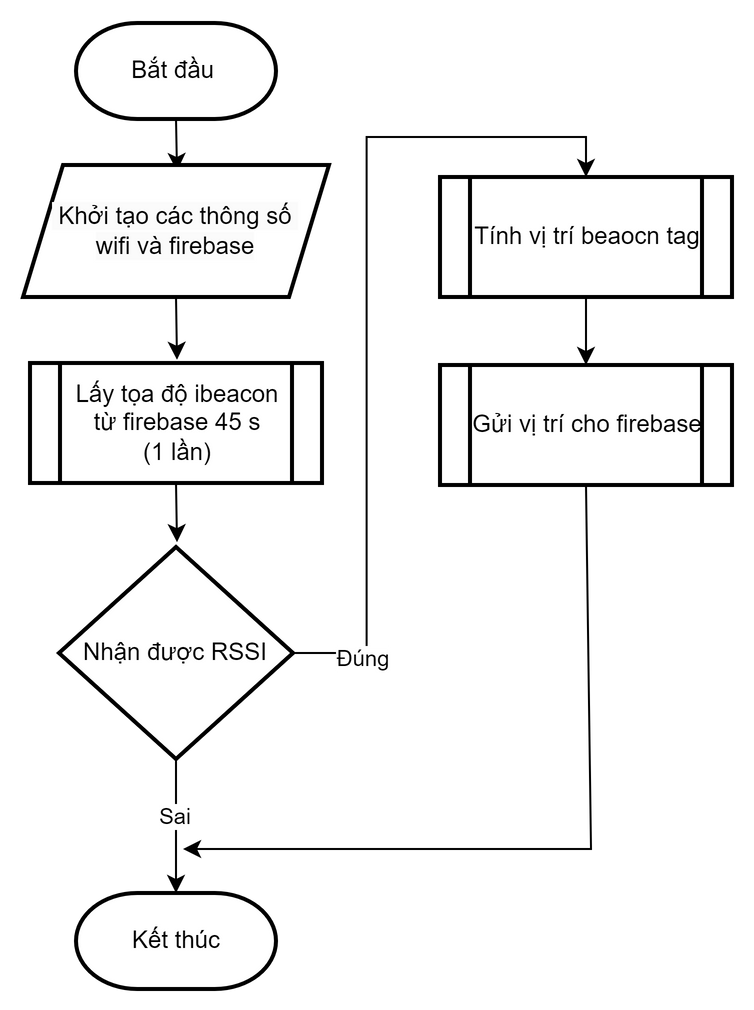 Bắt đầu
Khởi tạo các thông số
wifi và firebase
Lấy tọa độ ibeacon
từ firebase 45 s
(1 lần)
Nhận được RSSI
Đúng
Tính vị trí beaocn tag
Gửi vị trí cho firebase
Sai
Kết thúc